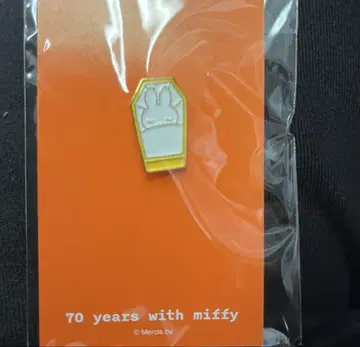 70 years with miffy
© Mercis bv